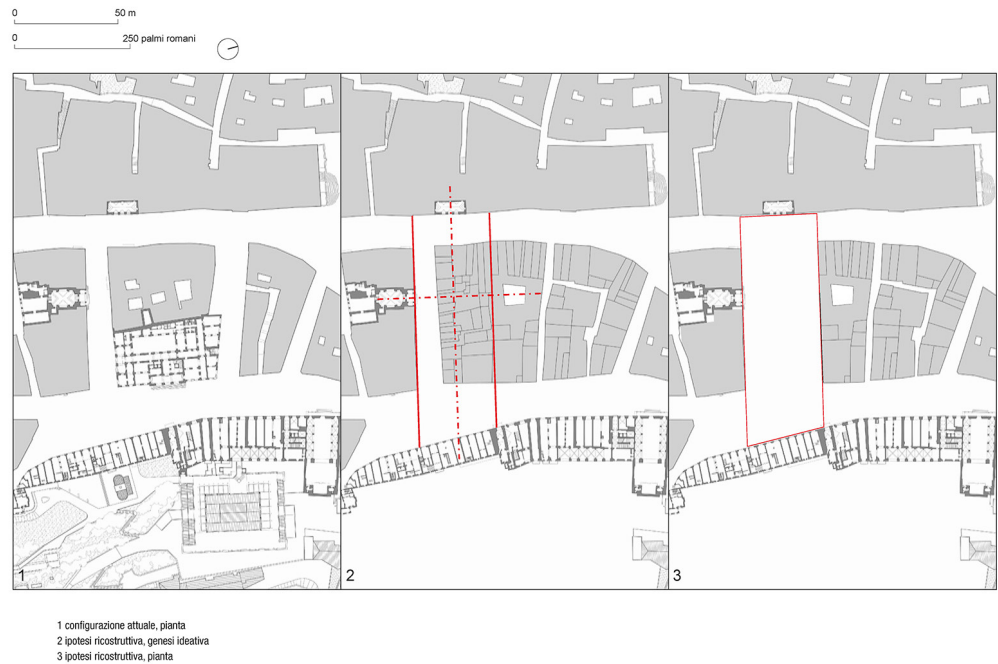 0 50 m
0 250 palmi romani
1
2
3
1 configurazione attuale, pianta
2 ipotesi ricostruttiva, genesi ideativa
3 ipotesi ricostruttiva, pianta